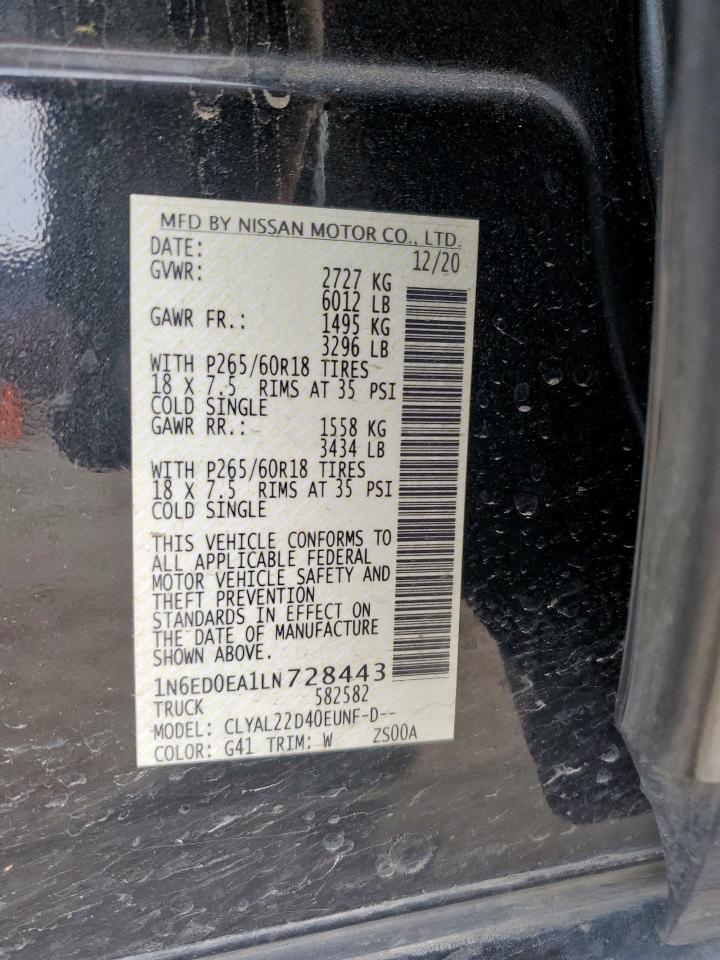 MFD BY NISSAN MOTOR CO., LTD.
DATE: 12/20
GVWR: 2727 KG
6012 LB
GAWR FR.: 1495 KG
3296 LB
WITH P265/60R18 TIRES
18 X 7.5 RIMS AT 35 PSI
COLD SINGLE
GAWR RR.: 1558 KG
3434 LB
WITH P265/60R18 TIRES
18 X 7.5 RIMS AT 35 PSI
COLD SINGLE
THIS VEHICLE CONFORMS TO
ALL APPLICABLE FEDERAL
MOTOR VEHICLE SAFETY AND
THEFT PREVENTION
STANDARDS IN EFFECT ON
THE DATE OF MANUFACTURE
SHOWN ABOVE.
1N6ED0EA1LN728443
TRUCK 582582
MODEL: CLYAL22D40EUNF-D--
COLOR: G41 TRIM: W ZS00A